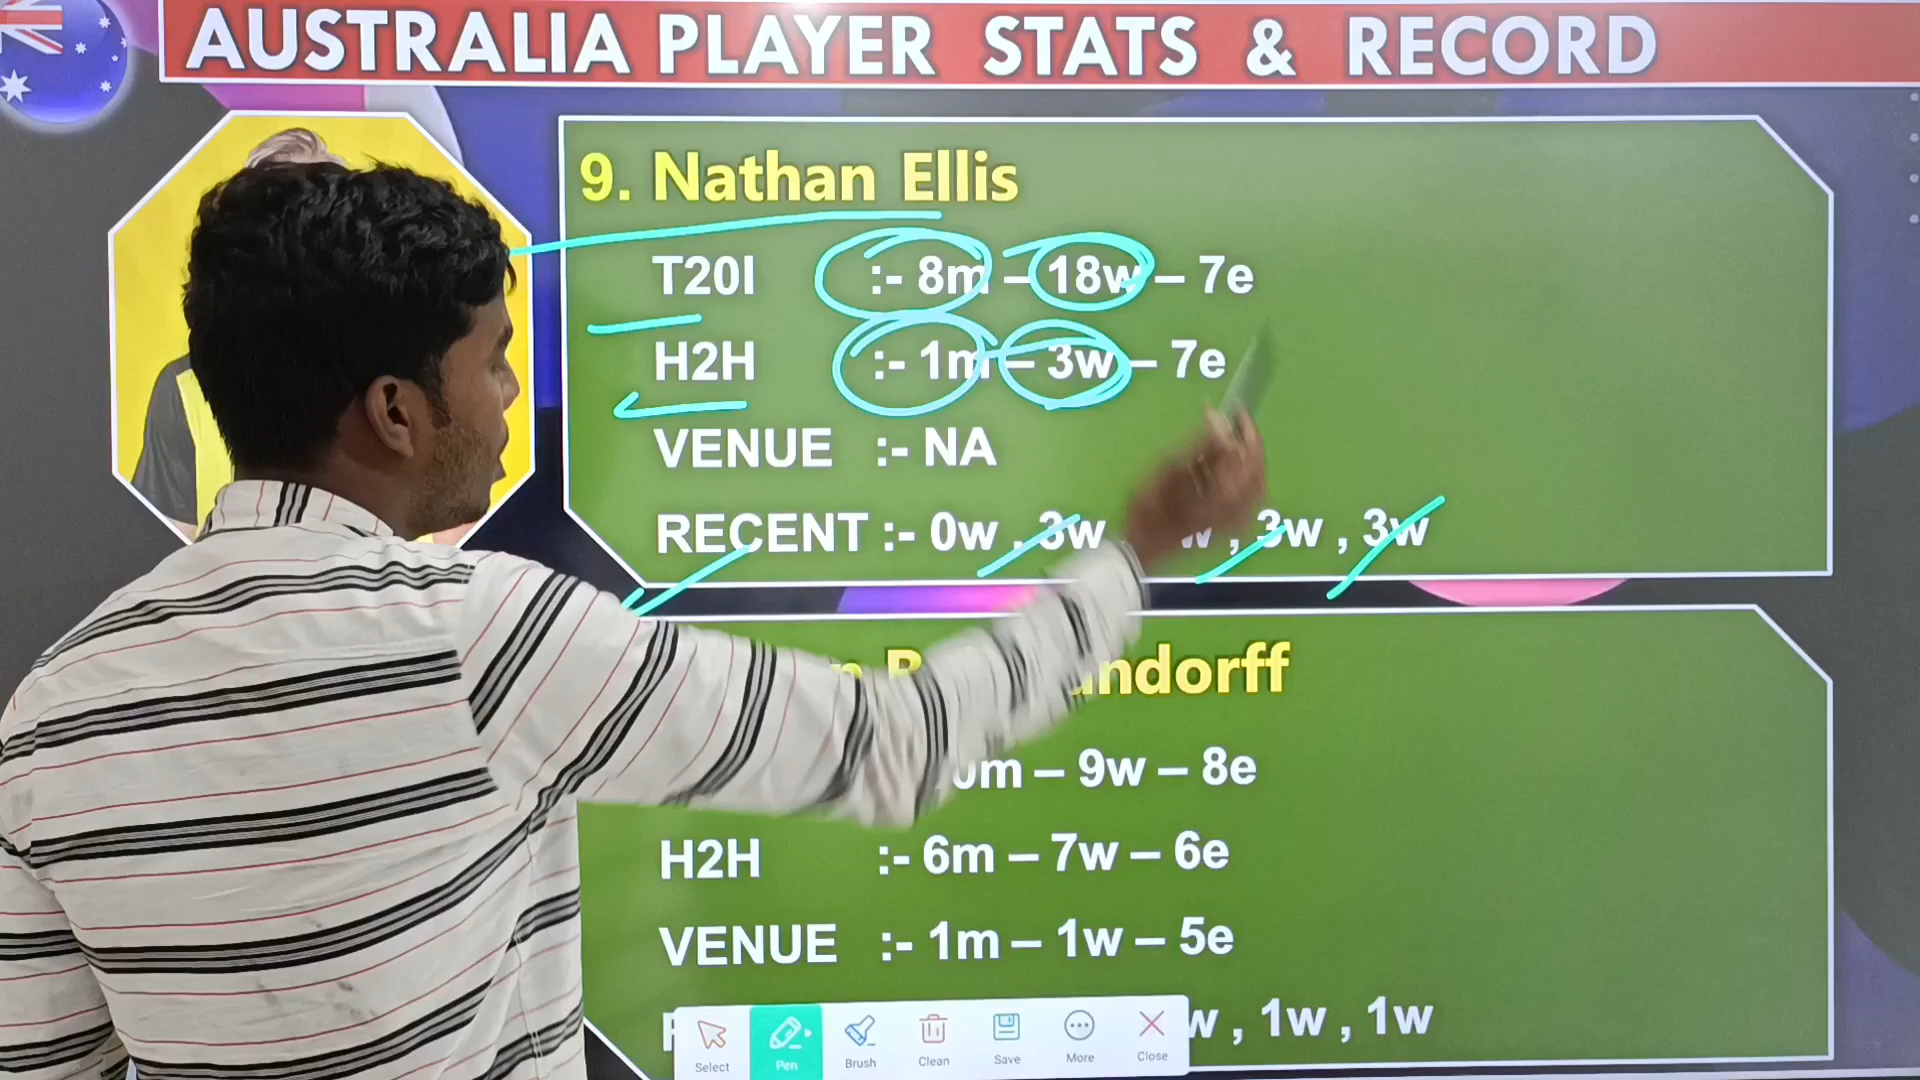 AUSTRALIA PLAYER STATS & RECORD
9. Nathan Ellis
T20I :- 8m – 18w – 7e
H2H :- 1m – 3w – 7e
VENUE :- NA
RECENT :- 0w , 3w w , 3w , 3w
m – 9w – 8e
H2H :- 6m – 7w – 6e
VENUE :- 1m – 1w – 5e
w , 1w , 1w
Select Pen Brush Clean Save More Close